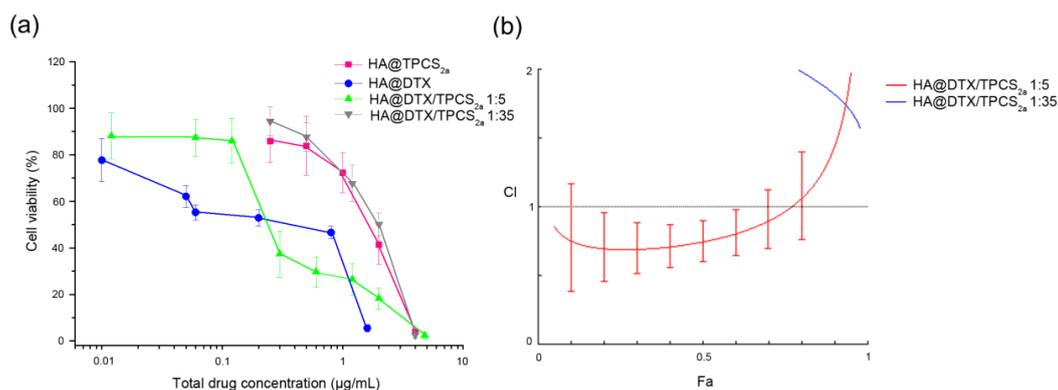 (a)
HA@TPCS2a
HA@DTX
HA@DTX/TPCS2a 1:5
HA@DTX/TPCS2a 1:35
120
100
80
60
40
20
0
Cell viability (%)
0.01
0.1
1
10
Total drug concentration (μg/mL)
(b)
HA@DTX/TPCS2a 1:5
HA@DTX/TPCS2a 1:35
2
1
0
CI
0
0.5
1
Fa